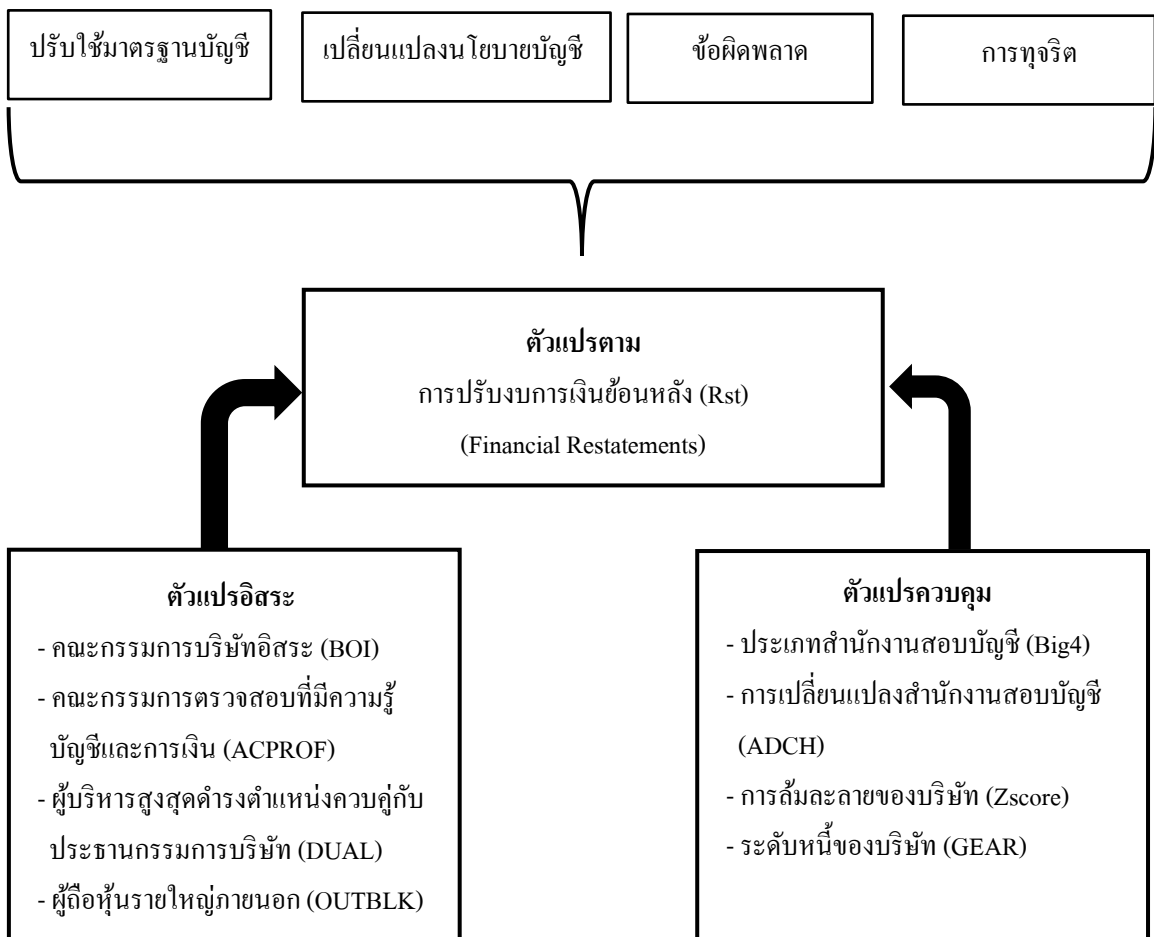 ปรับใช้มาตรฐานบัญชี
เปลี่ยนแปลงนโยบายบัญชี
ข้อผิดพลาด
การทุจริต
ตัวแปรตาม
การปรับงบการเงินย้อนหลัง (Rst)
(Financial Restatements)
ตัวแปรอิสระ
- คณะกรรมการบริษัทอิสระ (BOI)
- คณะกรรมการตรวจสอบที่มีความรู้
บัญชีและการเงิน (ACPROF)
- ผู้บริหารสูงสุดดำรงตำแหน่งควบคู่กับ
ประธานกรรมการบริษัท (DUAL)
- ผู้ถือหุ้นรายใหญ่ภายนอก (OUTBLK)
ตัวแปรควบคุม
- ประเภทสำนักงานสอบบัญชี (Big4)
- การเปลี่ยนแปลงสำนักงานสอบบัญชี
(ADCH)
- การล้มละลายของบริษัท (Zscore)
- ระดับหนี้ของบริษัท (GEAR)